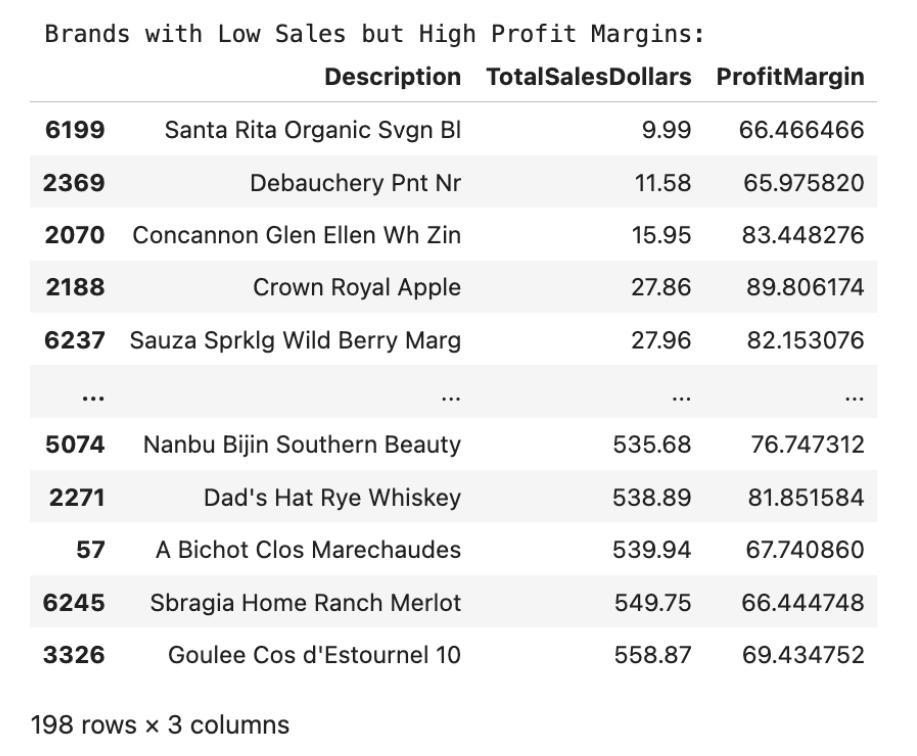 Brands with Low Sales but High Profit Margins:
Description TotalSalesDollars ProfitMargin
6199 Santa Rita Organic Svgn Bl 9.99 66.466466
2369 Debauchery Pnt Nr 11.58 65.975820
2070 Concannon Glen Ellen Wh Zin 15.95 83.448276
2188 Crown Royal Apple 27.86 89.806174
6237 Sauza Sprklg Wild Berry Marg 27.96 82.153076
... ... ... ...
5074 Nanbu Bijin Southern Beauty 535.68 76.747312
2271 Dad's Hat Rye Whiskey 538.89 81.851584
57 A Bichot Clos Marechaudes 539.94 67.740860
6245 Sbragia Home Ranch Merlot 549.75 66.444748
3326 Goulee Cos d'Estournel 10 558.87 69.434752
198 rows × 3 columns